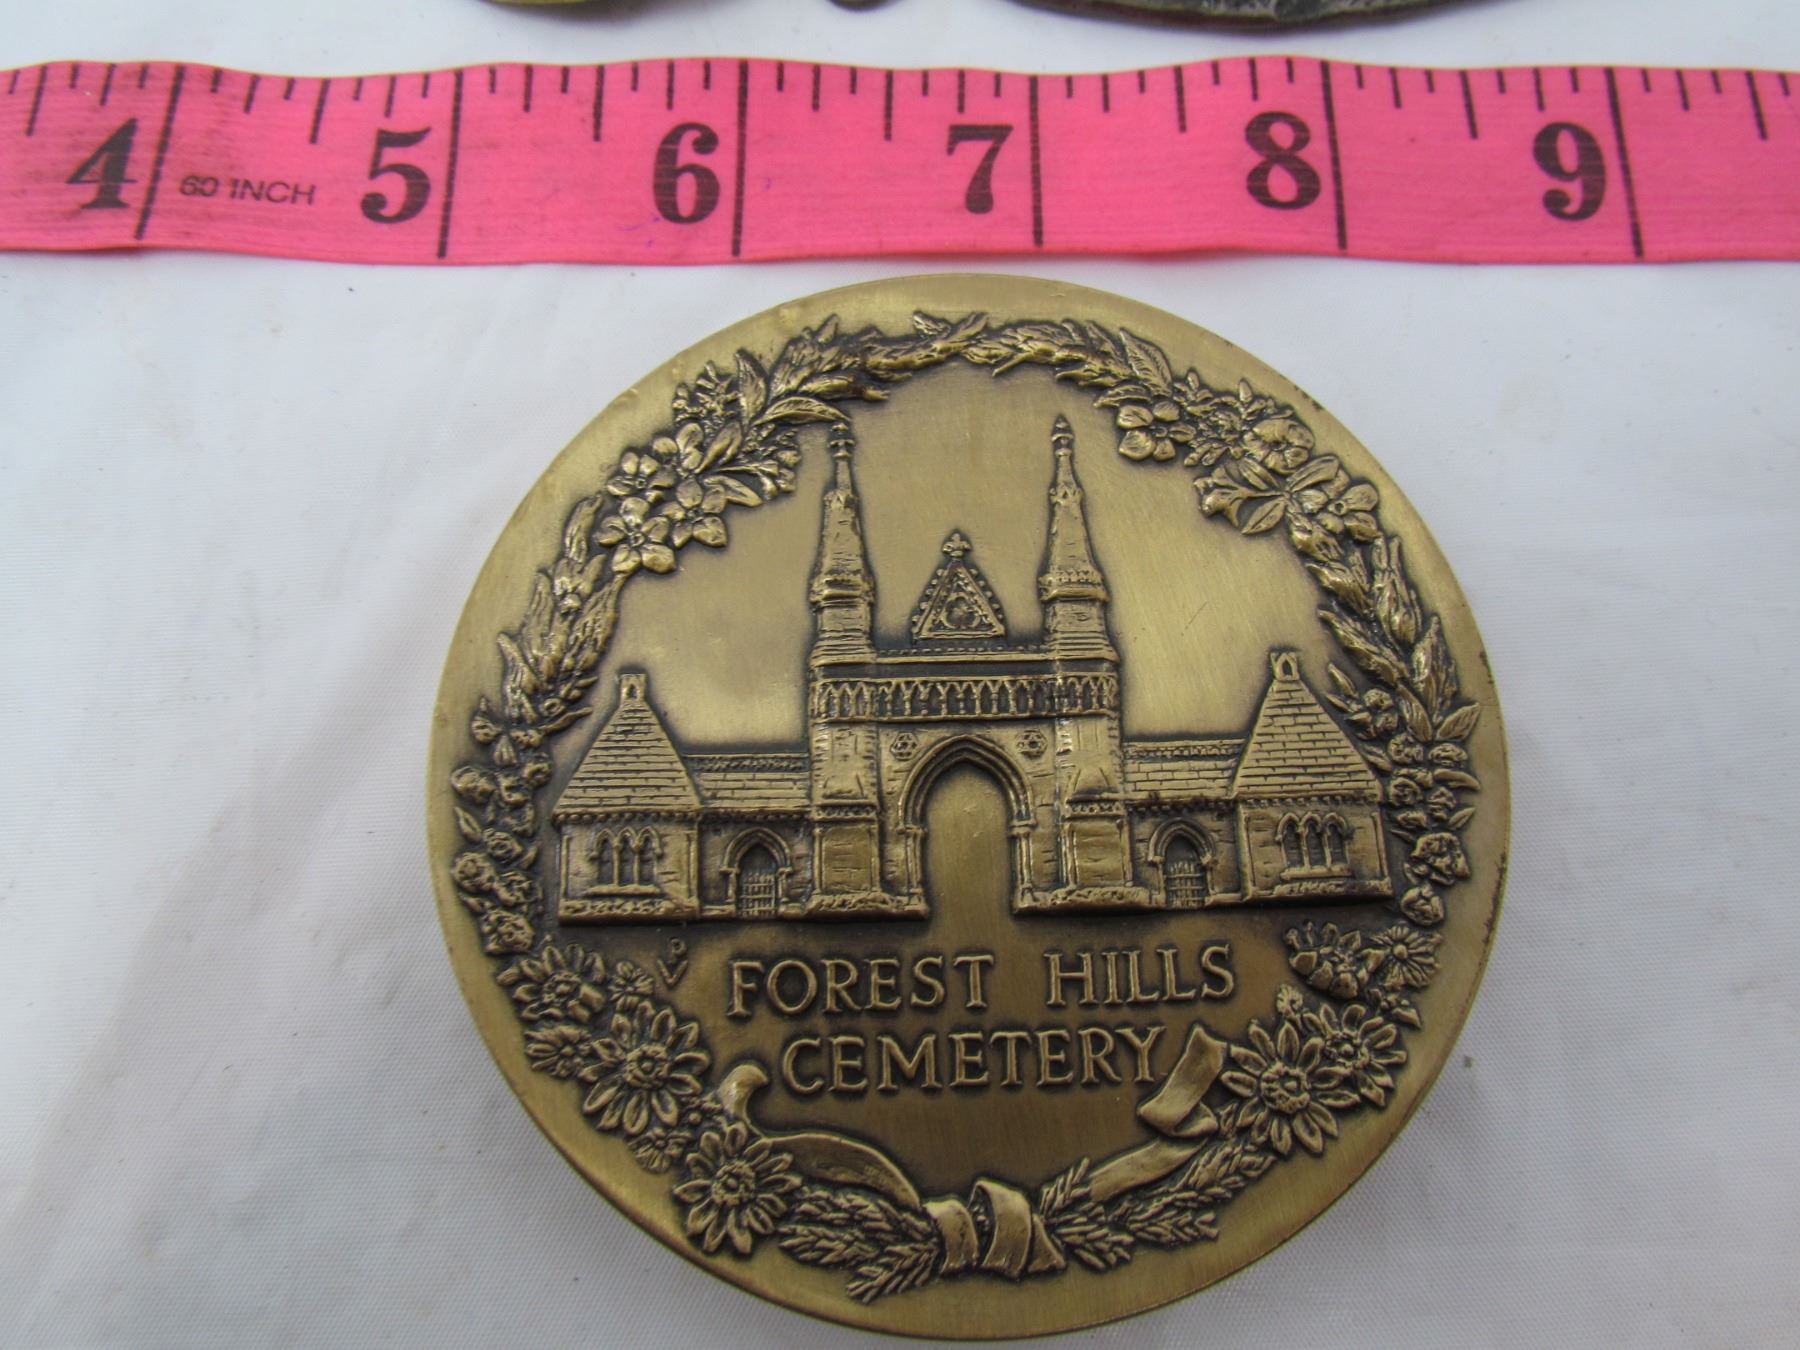 4 60 INCH 5 6 7 8 9
P
V
FOREST HILLS
CEMETERY